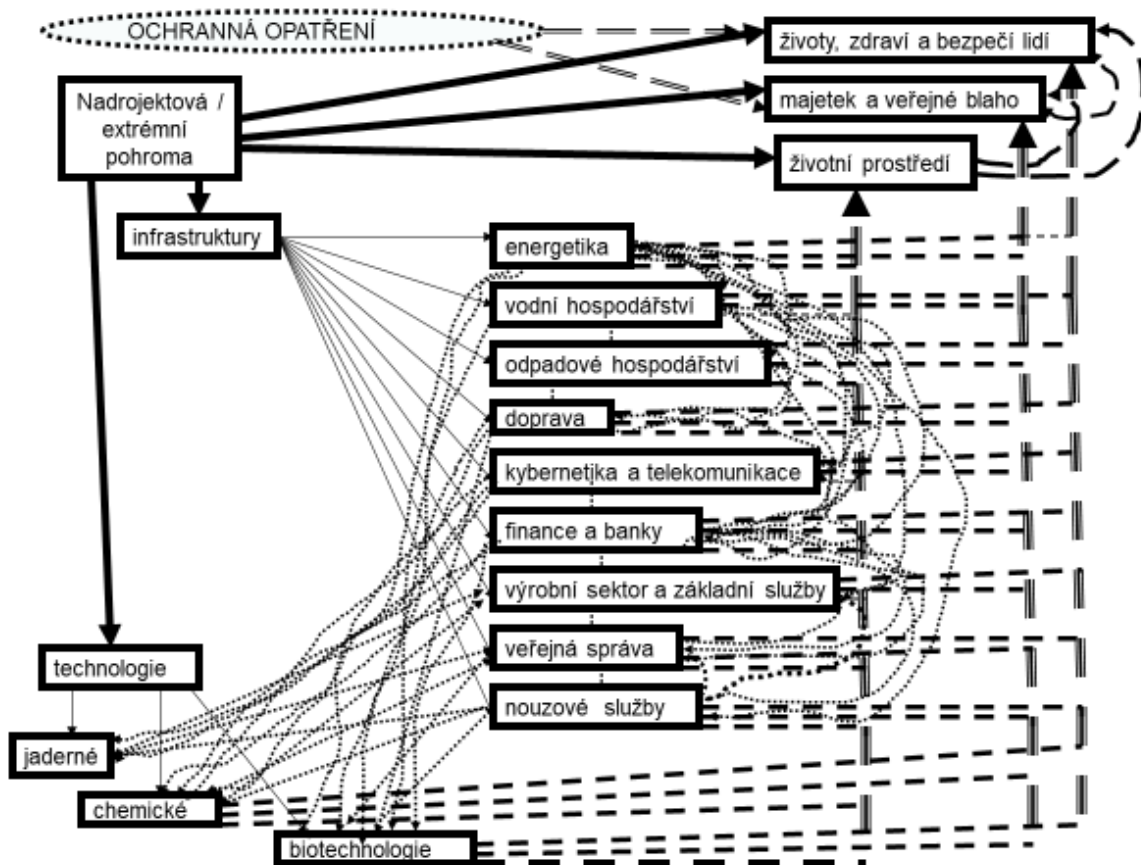 OCHRANNÁ OPATŘENÍ
životy, zdraví a bezpečí lidí
Nadrojektová /
extrémní
pohroma
majetek a veřejné blaho
životní prostředí
infrastruktury
energetika
vodní hospodářství
odpadové hospodářství
doprava
kybernetika a telekomunikace
finance a banky
výrobní sektor a základní služby
veřejná správa
technologie
nouzové služby
jaderné
chemické
biotechnologie